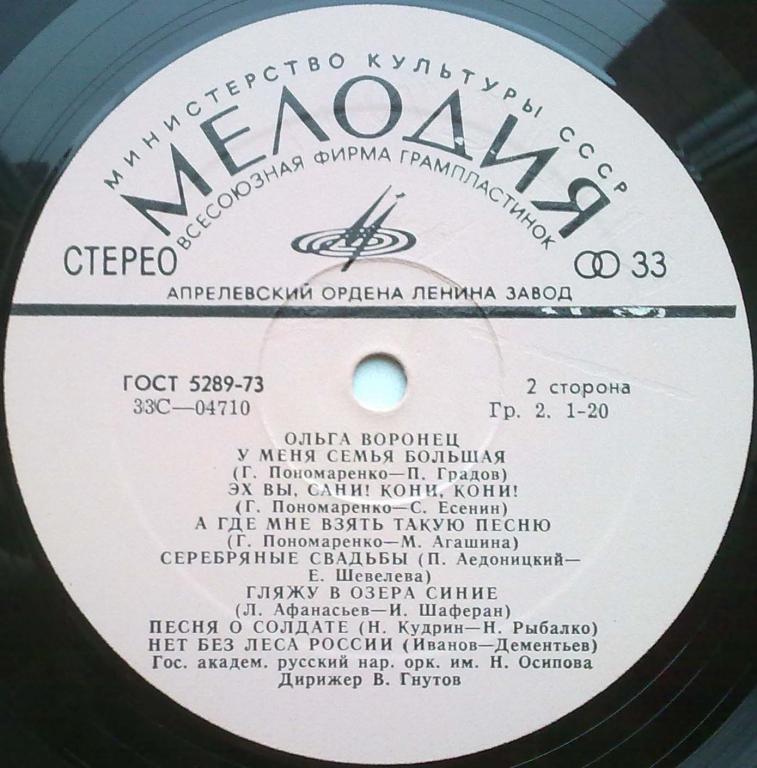 МИНИСТЕРСТВО КУЛЬТУРЫ СССР
МЕЛОДИЯ
ВСЕСОЮЗНАЯ ФИРМА ГРАМПЛАСТИНОК
СТЕРЕО 33
АПРЕЛЕВСКИЙ ОРДЕНА ЛЕНИНА ЗАВОД
ГОСТ 5289-73 2 сторона
33С—04710 Гр. 2. 1-20
ОЛЬГА ВОРОНЕЦ
У МЕНЯ СЕМЬЯ БОЛЬШАЯ
(Г. Пономаренко—П. Градов)
ЭХ ВЫ, САНИ! КОНИ, КОНИ!
(Г. Пономаренко—С. Есенин)
А ГДЕ МНЕ ВЗЯТЬ ТАКУЮ ПЕСНЮ
(Г. Пономаренко—М. Агашина)
СЕРЕБРЯНЫЕ СВАДЬБЫ (П. Аедоницкий—
Е. Шевелева)
ГЛЯЖУ В ОЗЕРА СИНИЕ
(Л. Афанасьев—И. Шаферан)
ПЕСНЯ О СОЛДАТЕ (Н. Кудрин—Н. Рыбалко)
НЕТ БЕЗ ЛЕСА РОССИИ (Иванов—Дементьев)
Гос. академ. русский нар. орк. им. Н. Осипова
Дирижер В. Гнутов